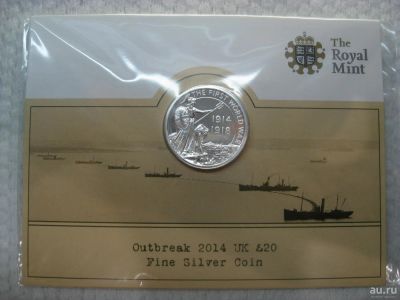 The
Royal
Mint
THE FIRST WORLD WAR
1914
1918
Outbreak 2014 UK £20
Fine Silver Coin
au.ru